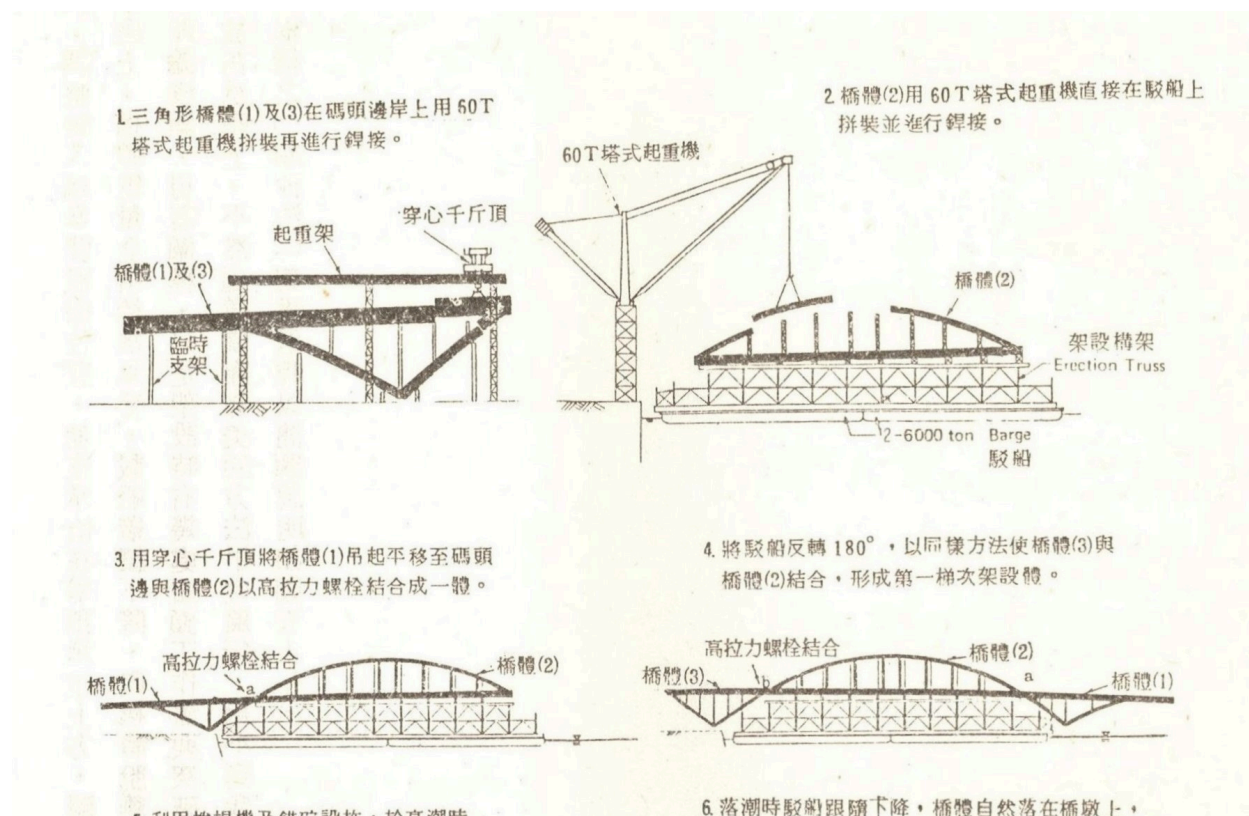 1.三角形橋體(1)及(3)在碼頭邊岸上用60T
塔式起重機拼裝再進行銲接。
穿心千斤頂
起重架
橋體(1)及(3)
臨時
支架
2.橋體(2)用60T塔式起重機直接在駁船上
拼裝並進行銲接。
60T塔式起重機
橋體(2)
架設構架
Erection Truss
2-6000 ton Barge
駁船
3.用穿心千斤頂將橋體(1)吊起平移至碼頭
邊與橋體(2)以高拉力螺栓結合成一體。
高拉力螺栓結合
橋體(2)
橋體(1)
a
4.將駁船反轉180°，以同樣方法使橋體(3)與
橋體(2)結合，形成第一梯次架設體。
高拉力螺栓結合
橋體(2)
橋體(3)
b
a
橋體(1)
6.落潮時駁船跟隨下降，橋體自然落在橋墩上，